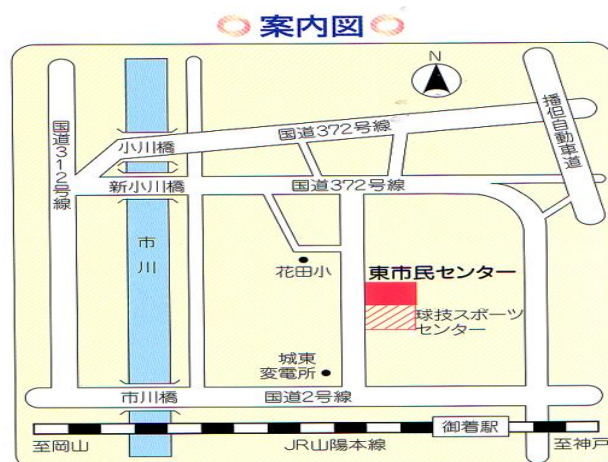 案内図
N
国道312号線
小川橋
国道372号線
播但自動車道
新小川橋
国道372号線
市川
花田小
東市民センター
球技スポーツ
センター
城東
変電所
市川橋
国道2号線
御着駅
至岡山
JR山陽本線
至神戸